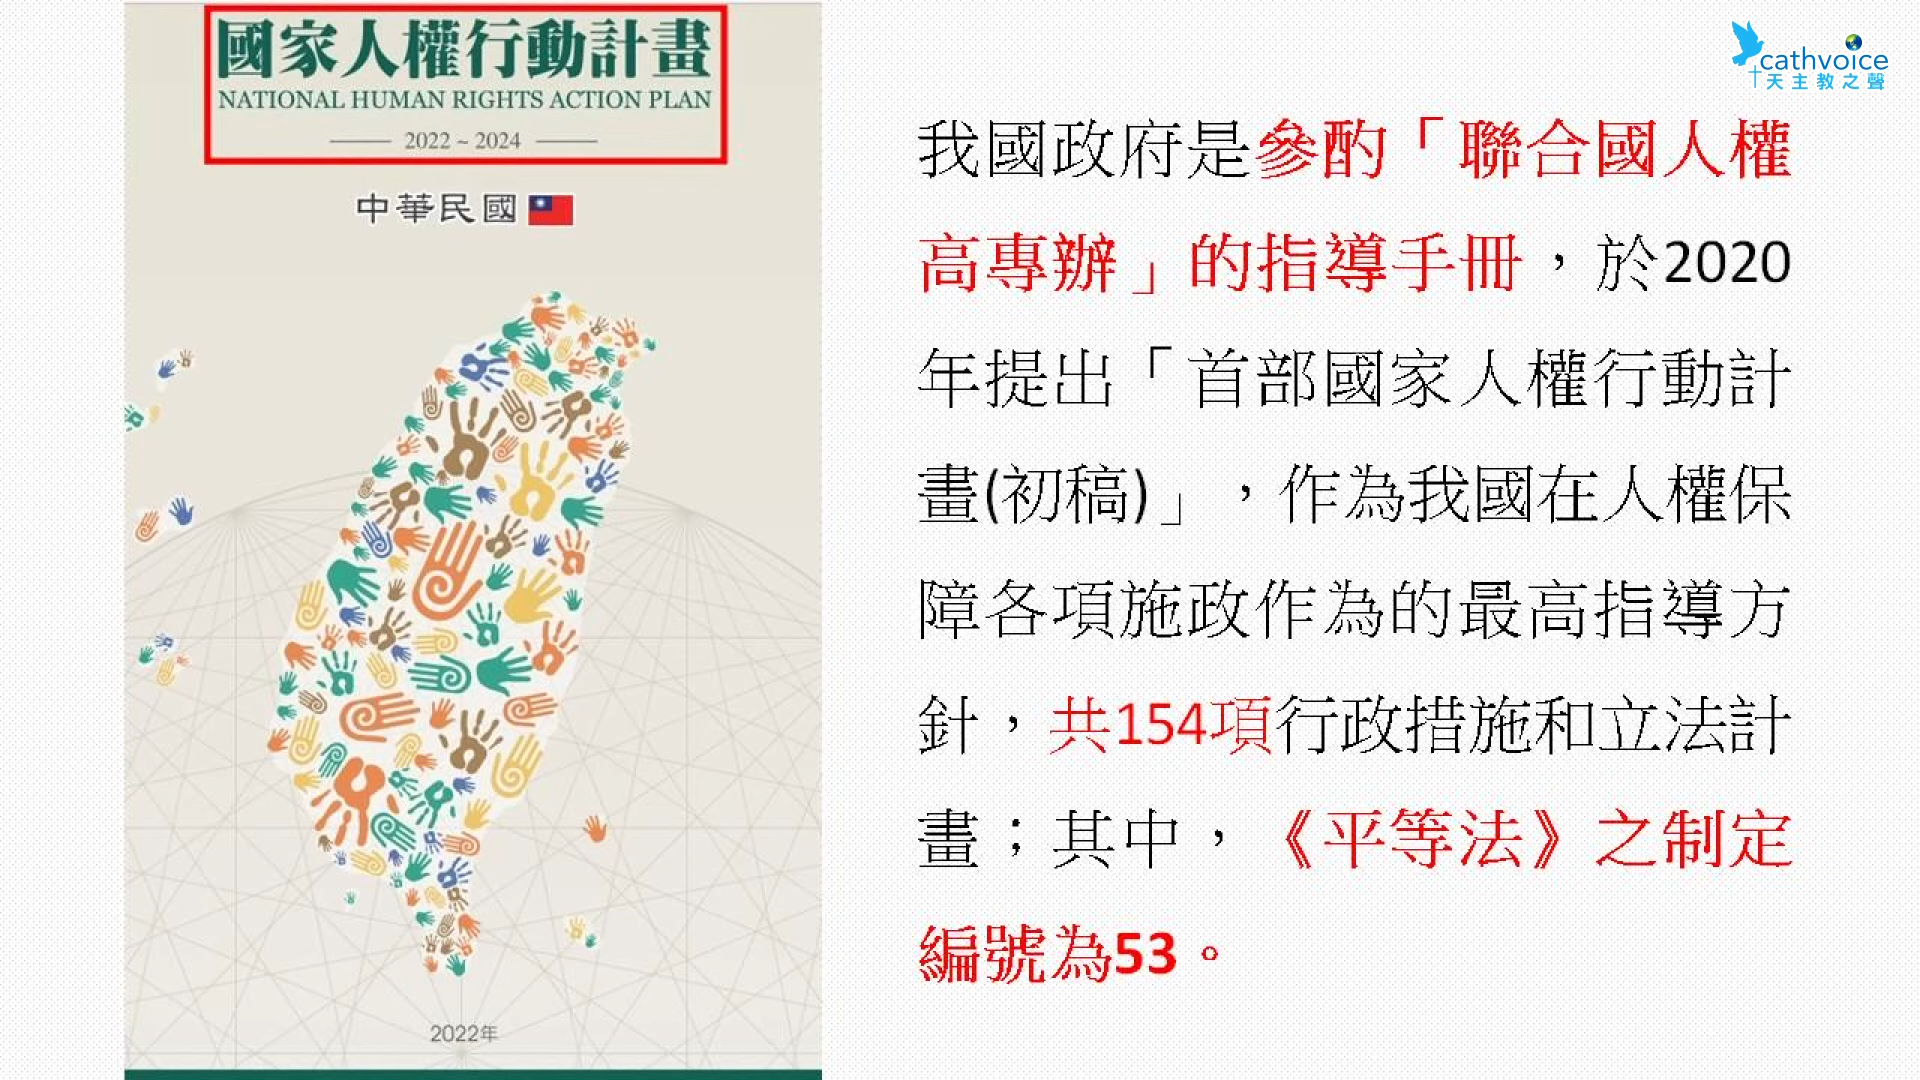 國家人權行動計畫
NATIONAL HUMAN RIGHTS ACTION PLAN
2022 ~ 2024
中華民國
2022年
cathvoice
天主教之聲
我國政府是參酌「聯合國人權
高專辦」的指導手冊，於2020
年提出「首部國家人權行動計
畫(初稿)」，作為我國在人權保
障各項施政作為的最高指導方
針，共154項行政措施和立法計
畫；其中，《平等法》之制定
編號為53。